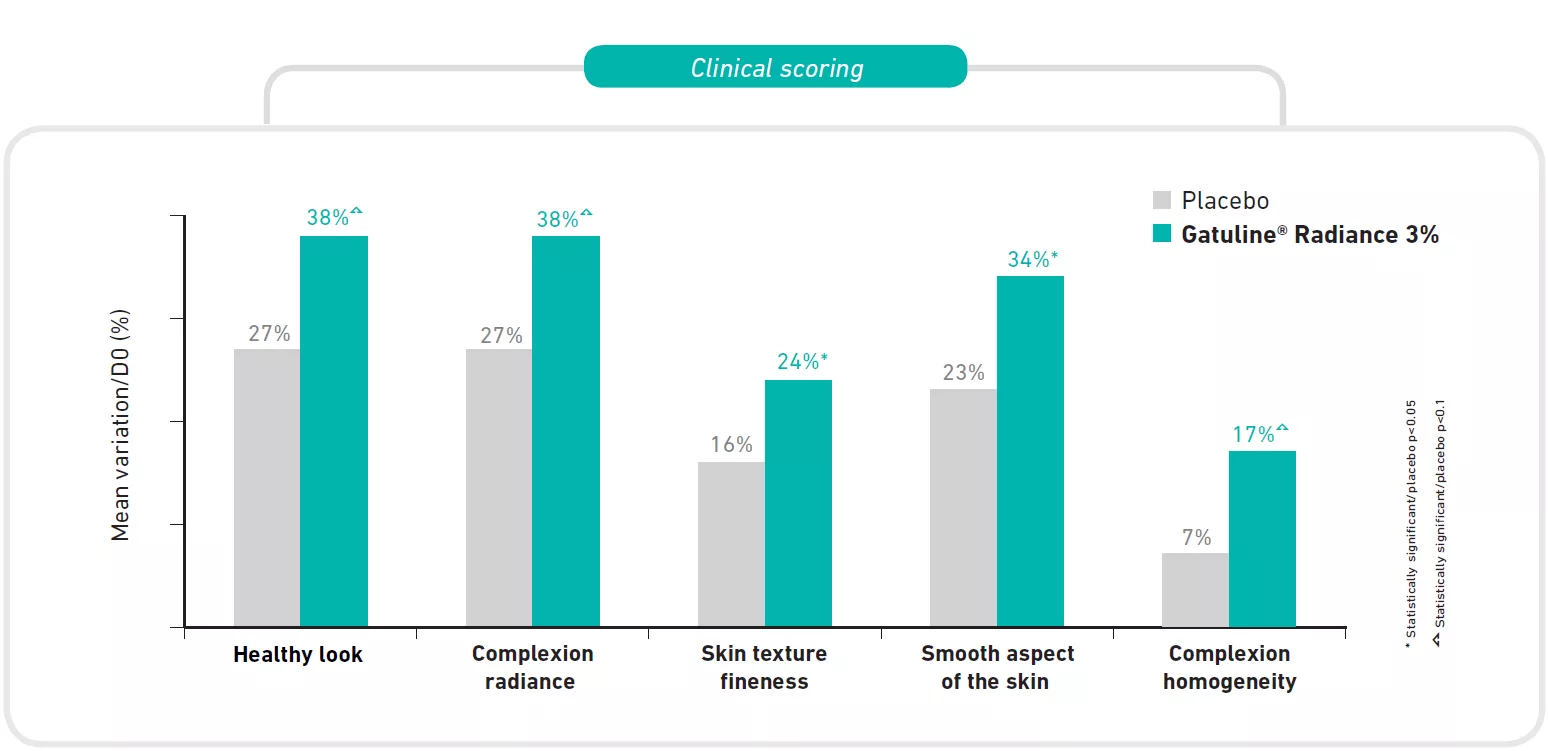 Clinical scoring
Placebo
Gatuline® Radiance 3%
Mean variation/D0 (%)
27%
38%
27%
38%
16%
24%*
23%
34%*
7%
17%
Healthy look
Complexion
radiance
Skin texture
fineness
Smooth aspect
of the skin
Complexion
homogeneity
* Statistically significant/placebo p<0.05
Statistically significant/placebo p<0.1